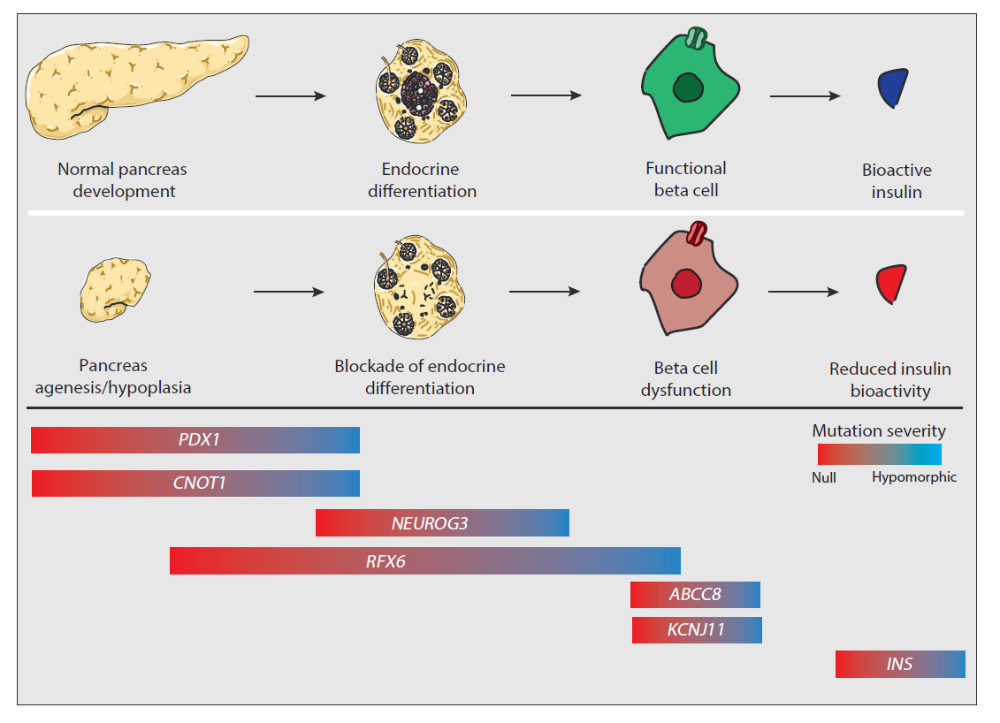 Normal pancreas
development
Endocrine
differentiation
Functional
beta cell
Bioactive
insulin
Pancreas
agenesis/hypoplasia
Blockade of endocrine
differentiation
Beta cell
dysfunction
Reduced insulin
bioactivity
Mutation severity
Null
Hypomorphic
PDX1
CNOT1
NEUROG3
RFX6
ABCC8
KCNJ11
INS